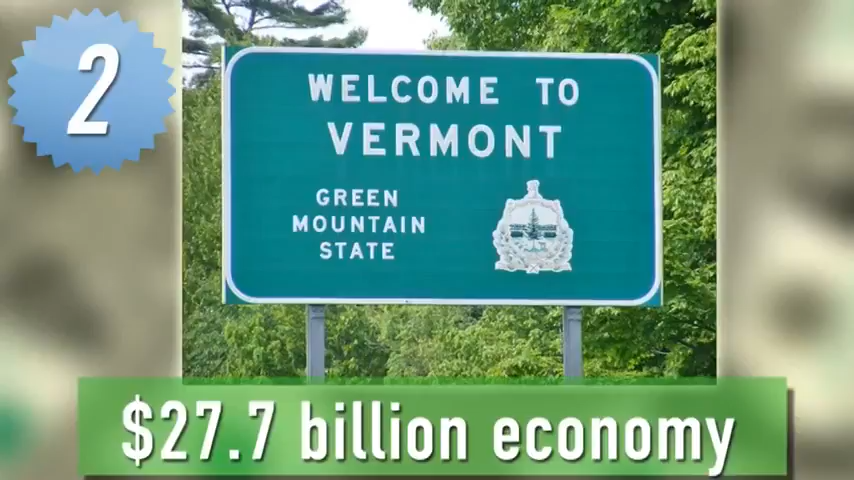 2
WELCOME TO
VERMONT
GREEN
MOUNTAIN
STATE
$27.7 billion economy